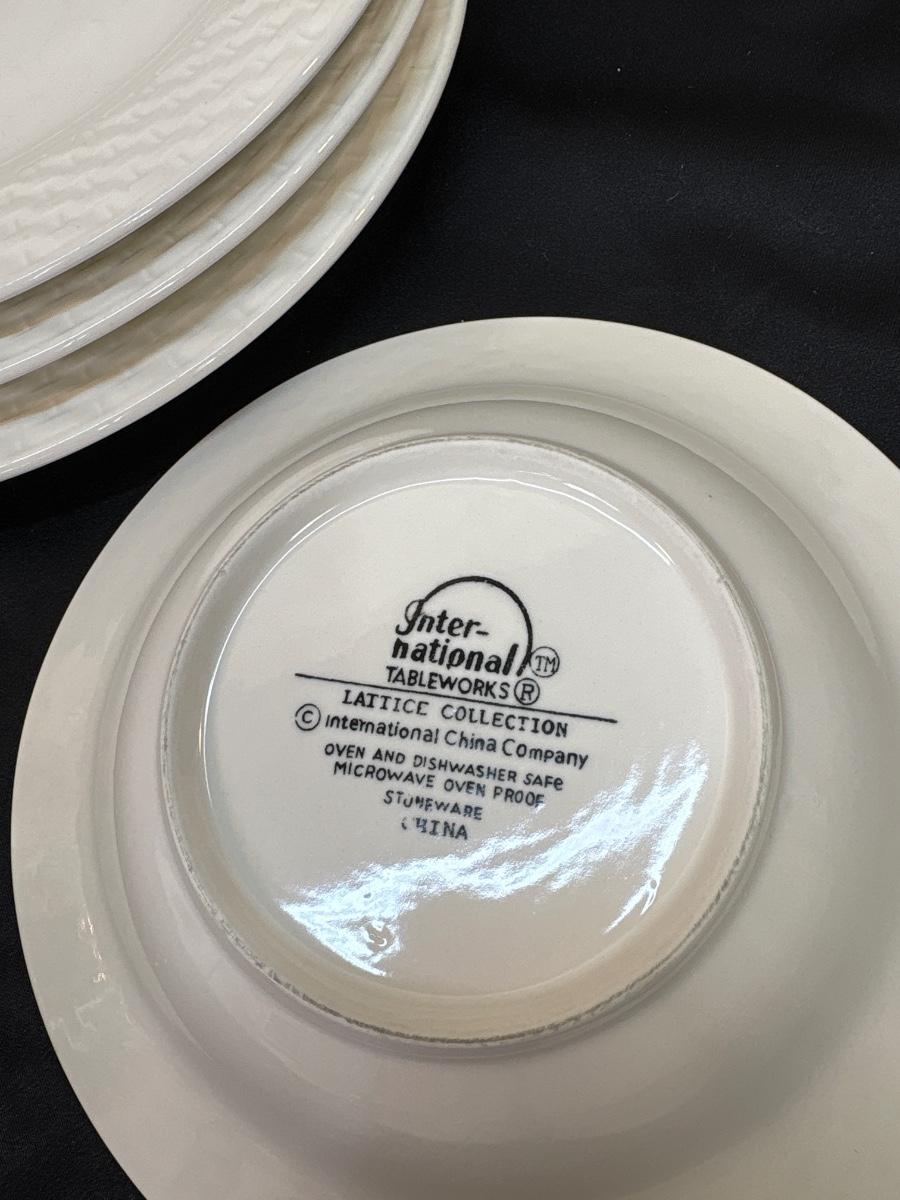 Inter-
national TM
TABLEWORKS ®
LATTICE COLLECTION
© International China Company
OVEN AND DISHWASHER SAFE
MICROWAVE OVEN PROOF
STONEWARE
CHINA